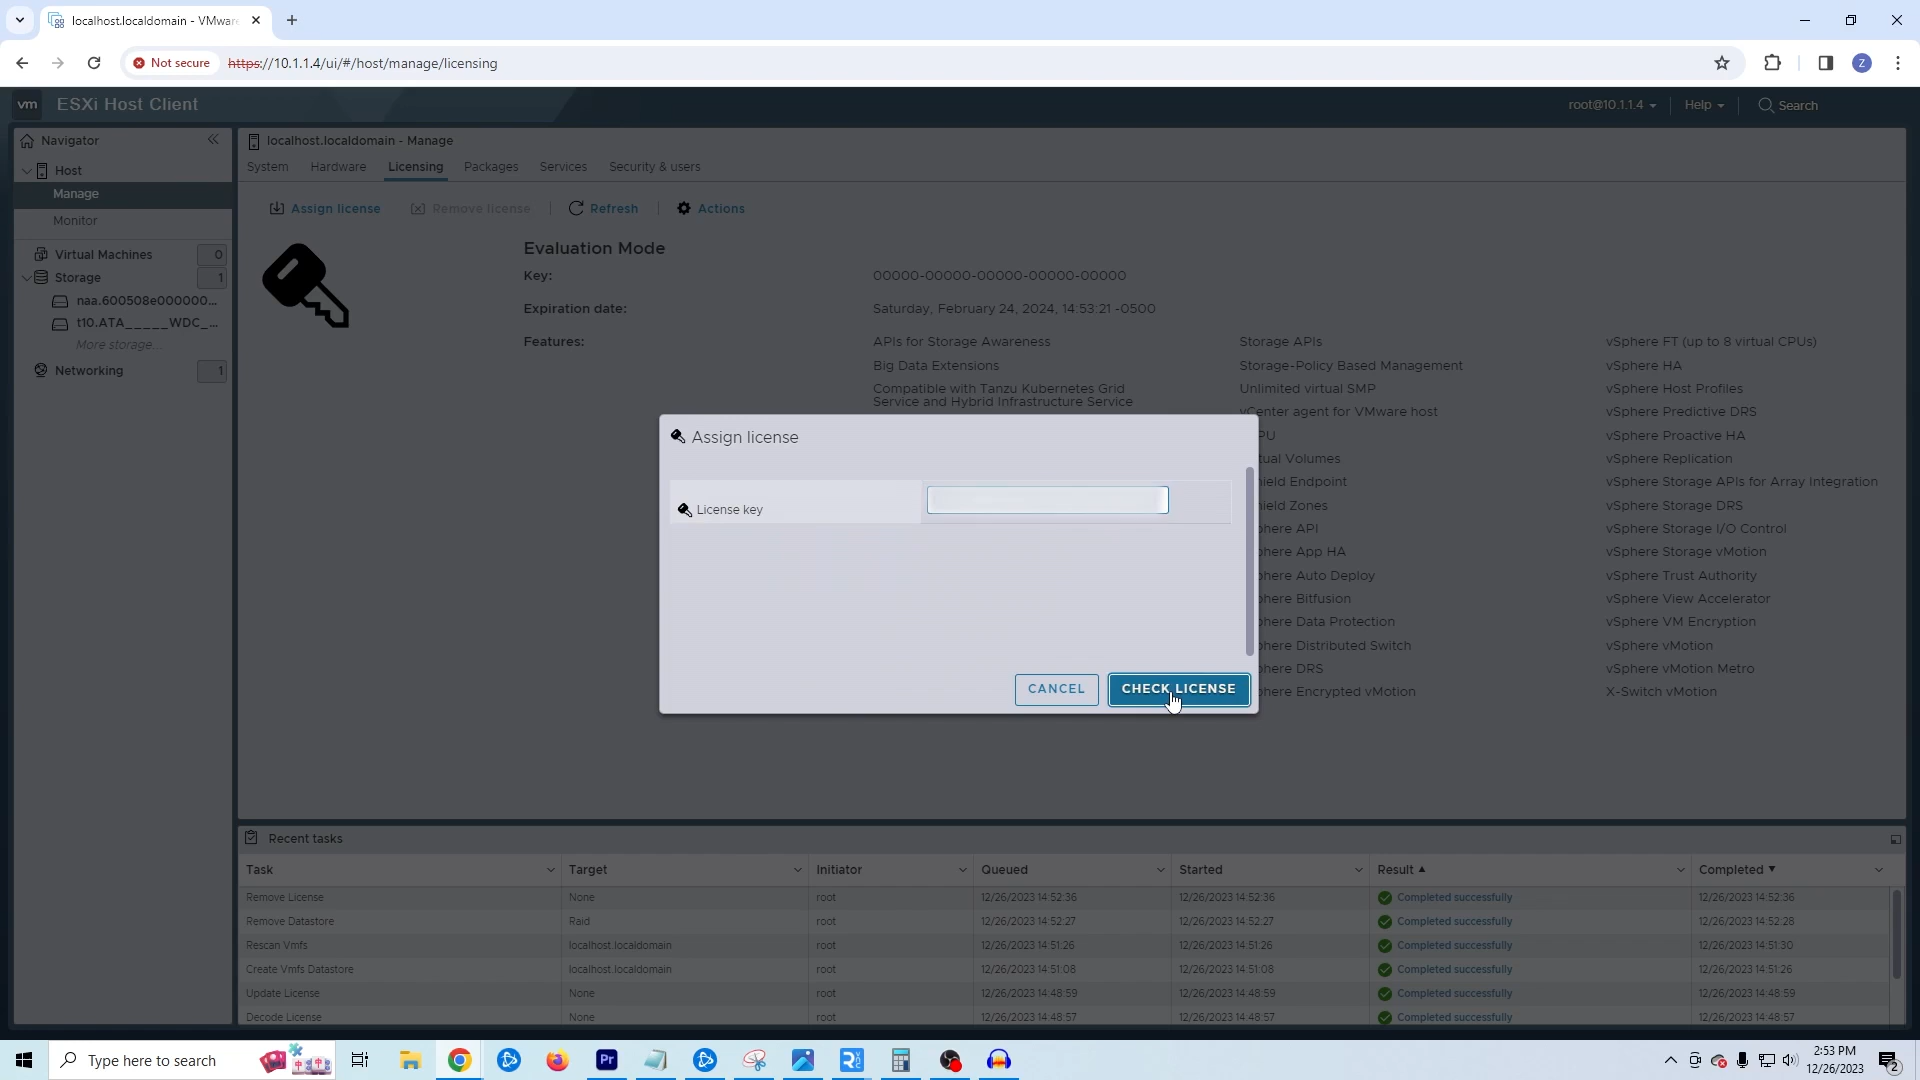 localhost.localdomain - VMware
Not secure
https://10.1.1.4/ui/#/host/manage/licensing
Z
vm
ESXi Host Client
root@10.1.1.4
Help
Search
Navigator
Host
Manage
Monitor
Virtual Machines 0
Storage 1
naa.600508e000000...
t10.ATA_____WDC_...
More storage...
Networking 1
localhost.localdomain - Manage
System
Hardware
Licensing
Packages
Services
Security & users
Assign license
Remove license
Refresh
Actions
Evaluation Mode
Key: 00000-00000-00000-00000-00000
Expiration date: Saturday, February 24, 2024, 14:53:21 -0500
Features:
APIs for Storage Awareness
Big Data Extensions
Compatible with Tanzu Kubernetes Grid
Service and Hybrid Infrastructure Service
Storage APIs
Storage-Policy Based Management
Unlimited virtual SMP
vCenter agent for VMware host
PU
tual Volumes
hield Endpoint
hield Zones
phere API
phere App HA
phere Auto Deploy
phere Bitfusion
phere Data Protection
phere Distributed Switch
phere DRS
phere Encrypted vMotion
vSphere FT (up to 8 virtual CPUs)
vSphere HA
vSphere Host Profiles
vSphere Predictive DRS
vSphere Proactive HA
vSphere Replication
vSphere Storage APIs for Array Integration
vSphere Storage DRS
vSphere Storage I/O Control
vSphere Storage vMotion
vSphere Trust Authority
vSphere View Accelerator
vSphere VM Encryption
vSphere vMotion
vSphere vMotion Metro
X-Switch vMotion
Assign license
License key
CANCEL
CHECK LICENSE
Recent tasks
Task Target Initiator Queued Started Result Completed
Remove License None root 12/26/2023 14:52:36 12/26/2023 14:52:36 Completed successfully 12/26/2023 14:52:36
Remove Datastore Raid root 12/26/2023 14:52:27 12/26/2023 14:52:27 Completed successfully 12/26/2023 14:52:28
Rescan Vmfs localhost.localdomain root 12/26/2023 14:51:26 12/26/2023 14:51:26 Completed successfully 12/26/2023 14:51:30
Create Vmfs Datastore localhost.localdomain root 12/26/2023 14:51:08 12/26/2023 14:51:08 Completed successfully 12/26/2023 14:51:26
Update License None root 12/26/2023 14:48:59 12/26/2023 14:48:59 Completed successfully 12/26/2023 14:48:59
Decode License None root 12/26/2023 14:48:57 12/26/2023 14:48:57 Completed successfully 12/26/2023 14:48:57
Type here to search
Pr
2:53 PM
12/26/2023
2